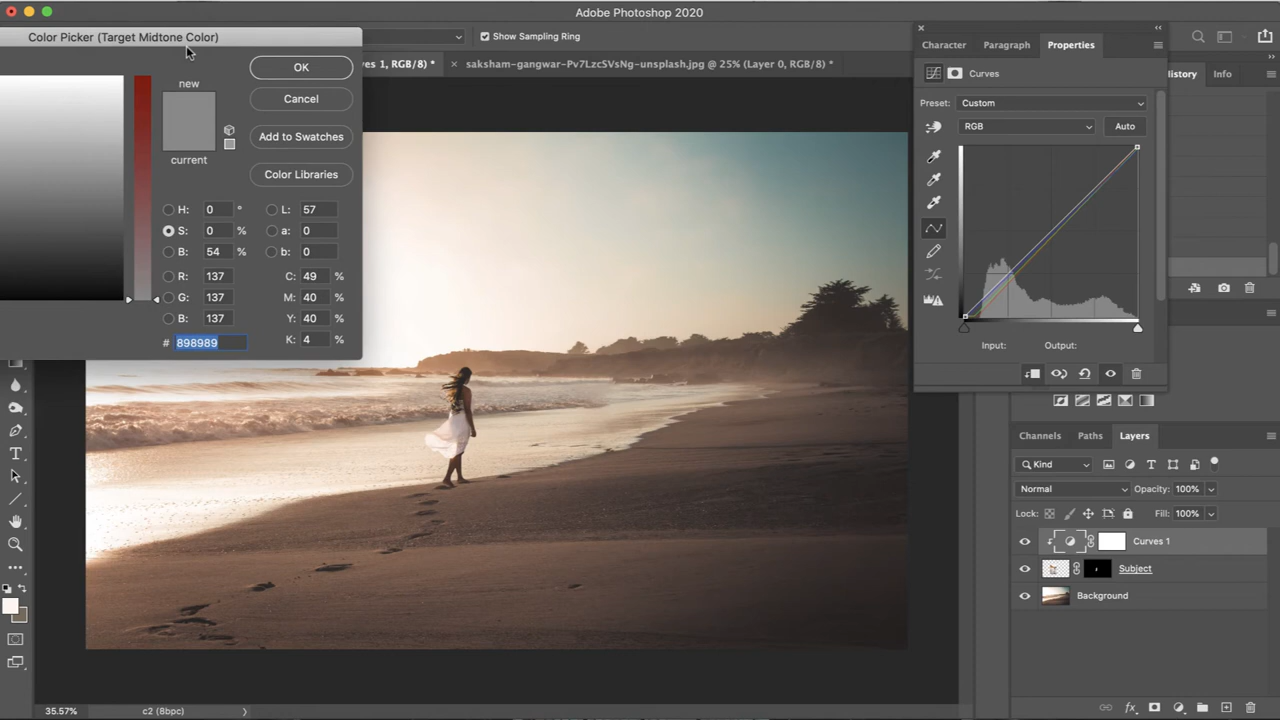 Adobe Photoshop 2020
Color Picker (Target Midtone Color)
Show Sampling Ring
es 1, RGB/8) *
saksham-gangwar-Pv7LzcSVsNg-unsplash.jpg @ 25% (Layer 0, RGB/8) *
new
current
OK
Cancel
Add to Swatches
Color Libraries
H: 0 °
S: 0 %
B: 54 %
R: 137
G: 137
B: 137
# 898989
L: 57
a: 0
b: 0
C: 49 %
M: 40 %
Y: 40 %
K: 4 %
Character
Paragraph
Properties
Curves
Preset: Custom
RGB
Auto
Input:
Output:
History
Info
Channels
Paths
Layers
Kind
Normal
Opacity: 100%
Lock:
Fill: 100%
Curves 1
Subject
Background
35.57%
c2 (8bpc)